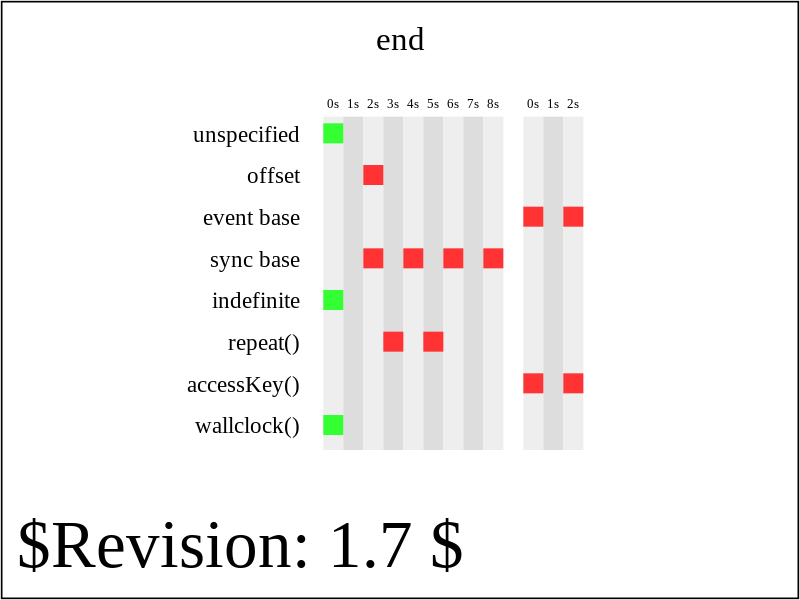 end
0s 1s 2s 3s 4s 5s 6s 7s 8s 0s 1s 2s
unspecified
offset
event base
sync base
indefinite
repeat()
accessKey()
wallclock()
$Revision: 1.7 $